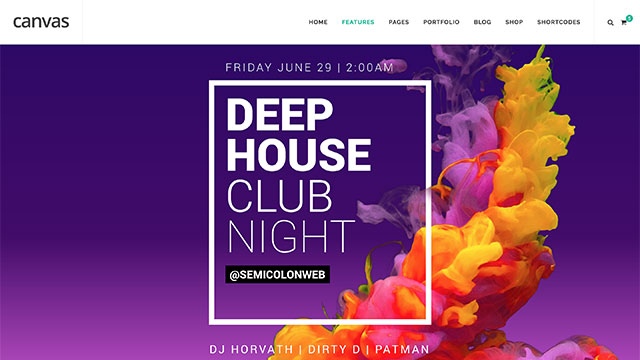 canvas
HOME FEATURES PAGES PORTFOLIO BLOG SHOP SHORTCODES
FRIDAY JUNE 29 | 2:00AM
DEEP
HOUSE
CLUB
NIGHT
@SEMICOLONWEB
DJ HORVATH | DIRTY D | PATMAN